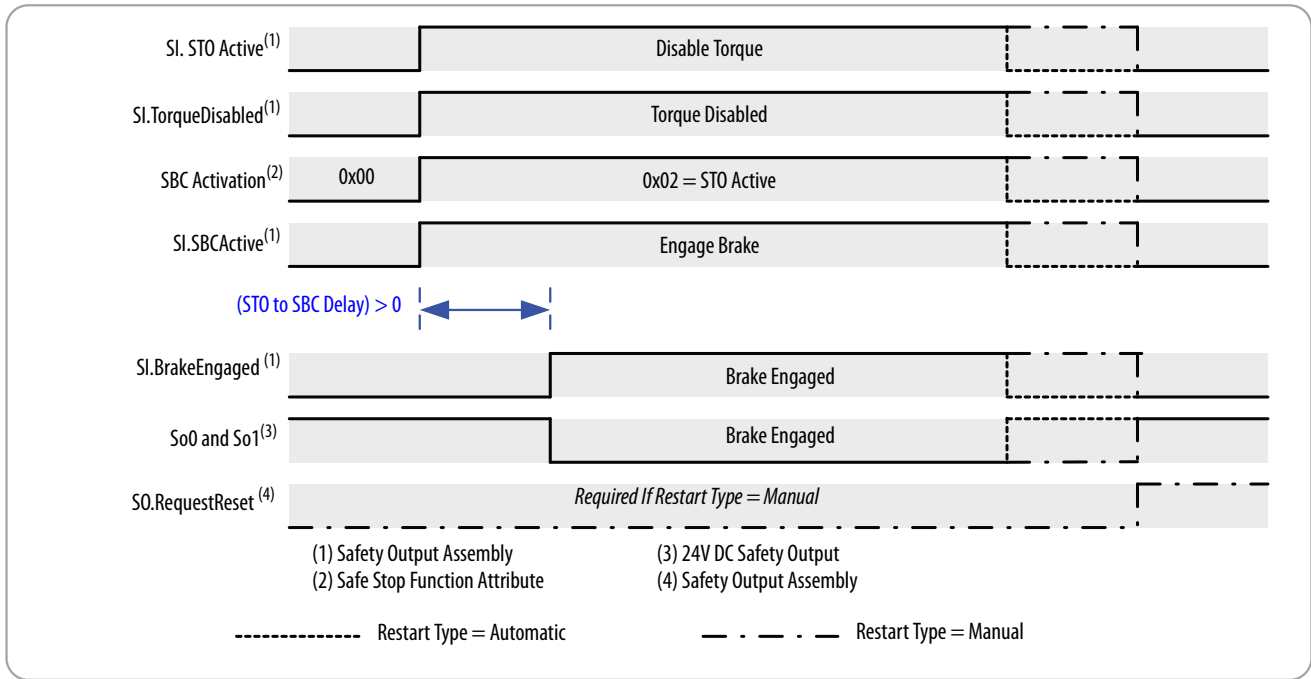 SI. STO Active(1)
Disable Torque
SI.TorqueDisabled(1)
Torque Disabled
SBC Activation(2)
0x00
0x02 = STO Active
SI.SBCActive(1)
Engage Brake
(STO to SBC Delay) > 0
SI.BrakeEngaged (1)
Brake Engaged
So0 and So1(3)
Brake Engaged
SO.RequestReset (4)
Required If Restart Type = Manual
(1) Safety Output Assembly
(3) 24V DC Safety Output
(2) Safe Stop Function Attribute
(4) Safety Output Assembly
Restart Type = Automatic
Restart Type = Manual